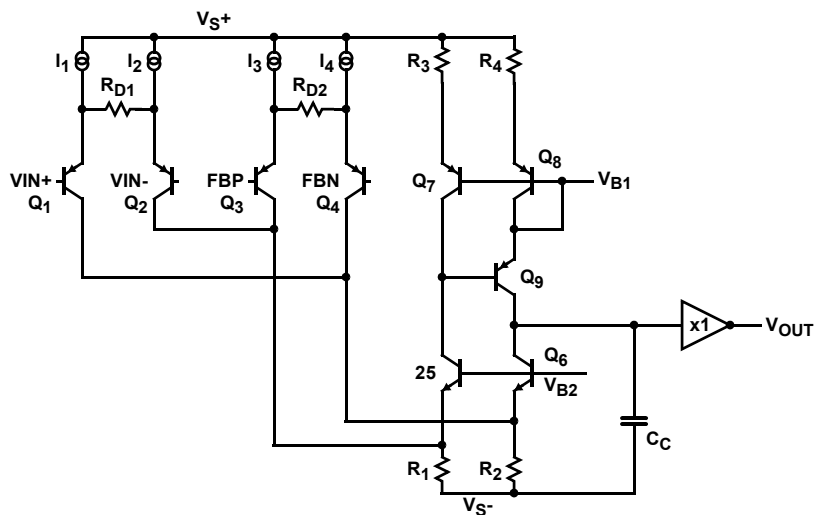 VS+
I1
I2
I3
I4
R3
R4
RD1
RD2
VIN+
Q1
VIN-
Q2
FBP
Q3
FBN
Q4
Q7
Q8
VB1
Q9
x1
VOUT
25
Q6
VB2
CC
R1
R2
VS-